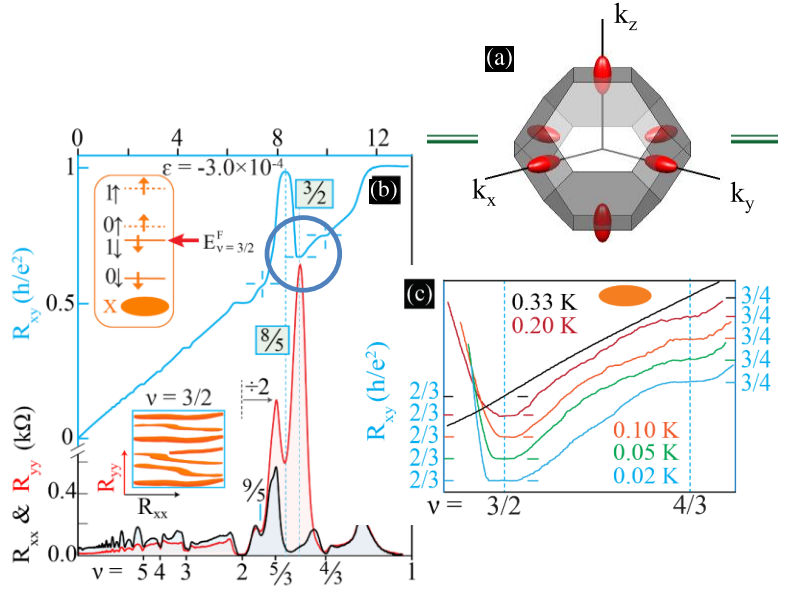 (a)
k_z
k_x
k_y
0 4 8 12
ε = -3.0×10⁻⁴
(b)
1
0.5
0
R_xy (h/e²)
1↑
0↑
1↓
0↓
X
E^F_ν = 3/2
3/2
8/5
÷2
9/5
ν = 3/2
R_yy
R_xx
R_xx & R_yy (kΩ)
0.4
0.0
ν = 5 4 3 2 5/3 4/3 1
(c)
0.33 K
0.20 K
0.10 K
0.05 K
0.02 K
R_xy (h/e²)
2/3
2/3
2/3
2/3
2/3
3/4
3/4
3/4
3/4
3/4
ν = 3/2 4/3